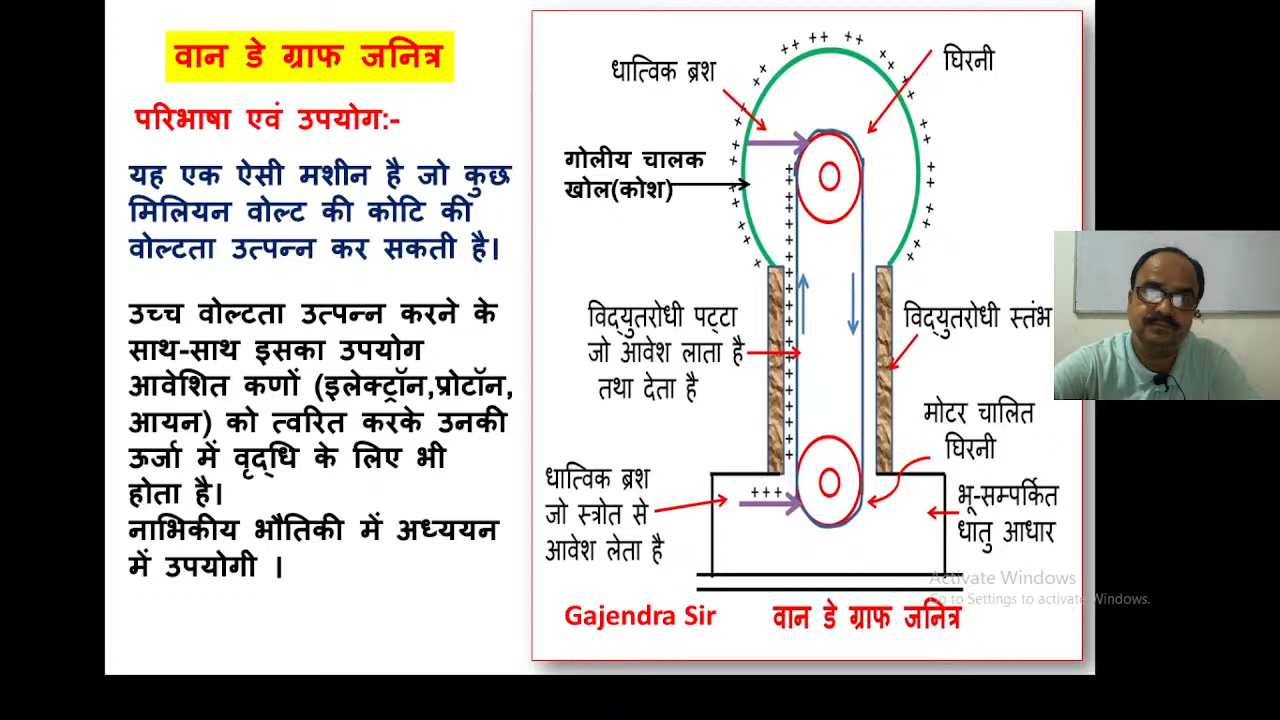 वान डे ग्राफ जनित्र
परिभाषा एवं उपयोग:-
यह एक ऐसी मशीन है जो कुछ
मिलियन वोल्ट की कोटि की
वोल्टता उत्पन्न कर सकती है।
उच्च वोल्टता उत्पन्न करने के
साथ-साथ इसका उपयोग
आवेशित कणों (इलेक्ट्रॉन,प्रोटॉन,
आयन) को त्वरित करके उनकी
ऊर्जा में वृद्धि के लिए भी
होता है।
नाभिकीय भौतिकी में अध्ययन
में उपयोगी ।
धात्विक ब्रश
घिरनी
गोलीय चालक
खोल(कोश)
विद्युतरोधी पट्टा
जो आवेश लाता है
तथा देता है
विद्युतरोधी स्तंभ
मोटर चालित
घिरनी
धात्विक ब्रश
जो स्त्रोत से
आवेश लेता है
+++
भू-सम्पर्कित
धातु आधार
Activate Windows
Go to Settings to activate Windows.
Gajendra Sir
वान डे ग्राफ जनित्र